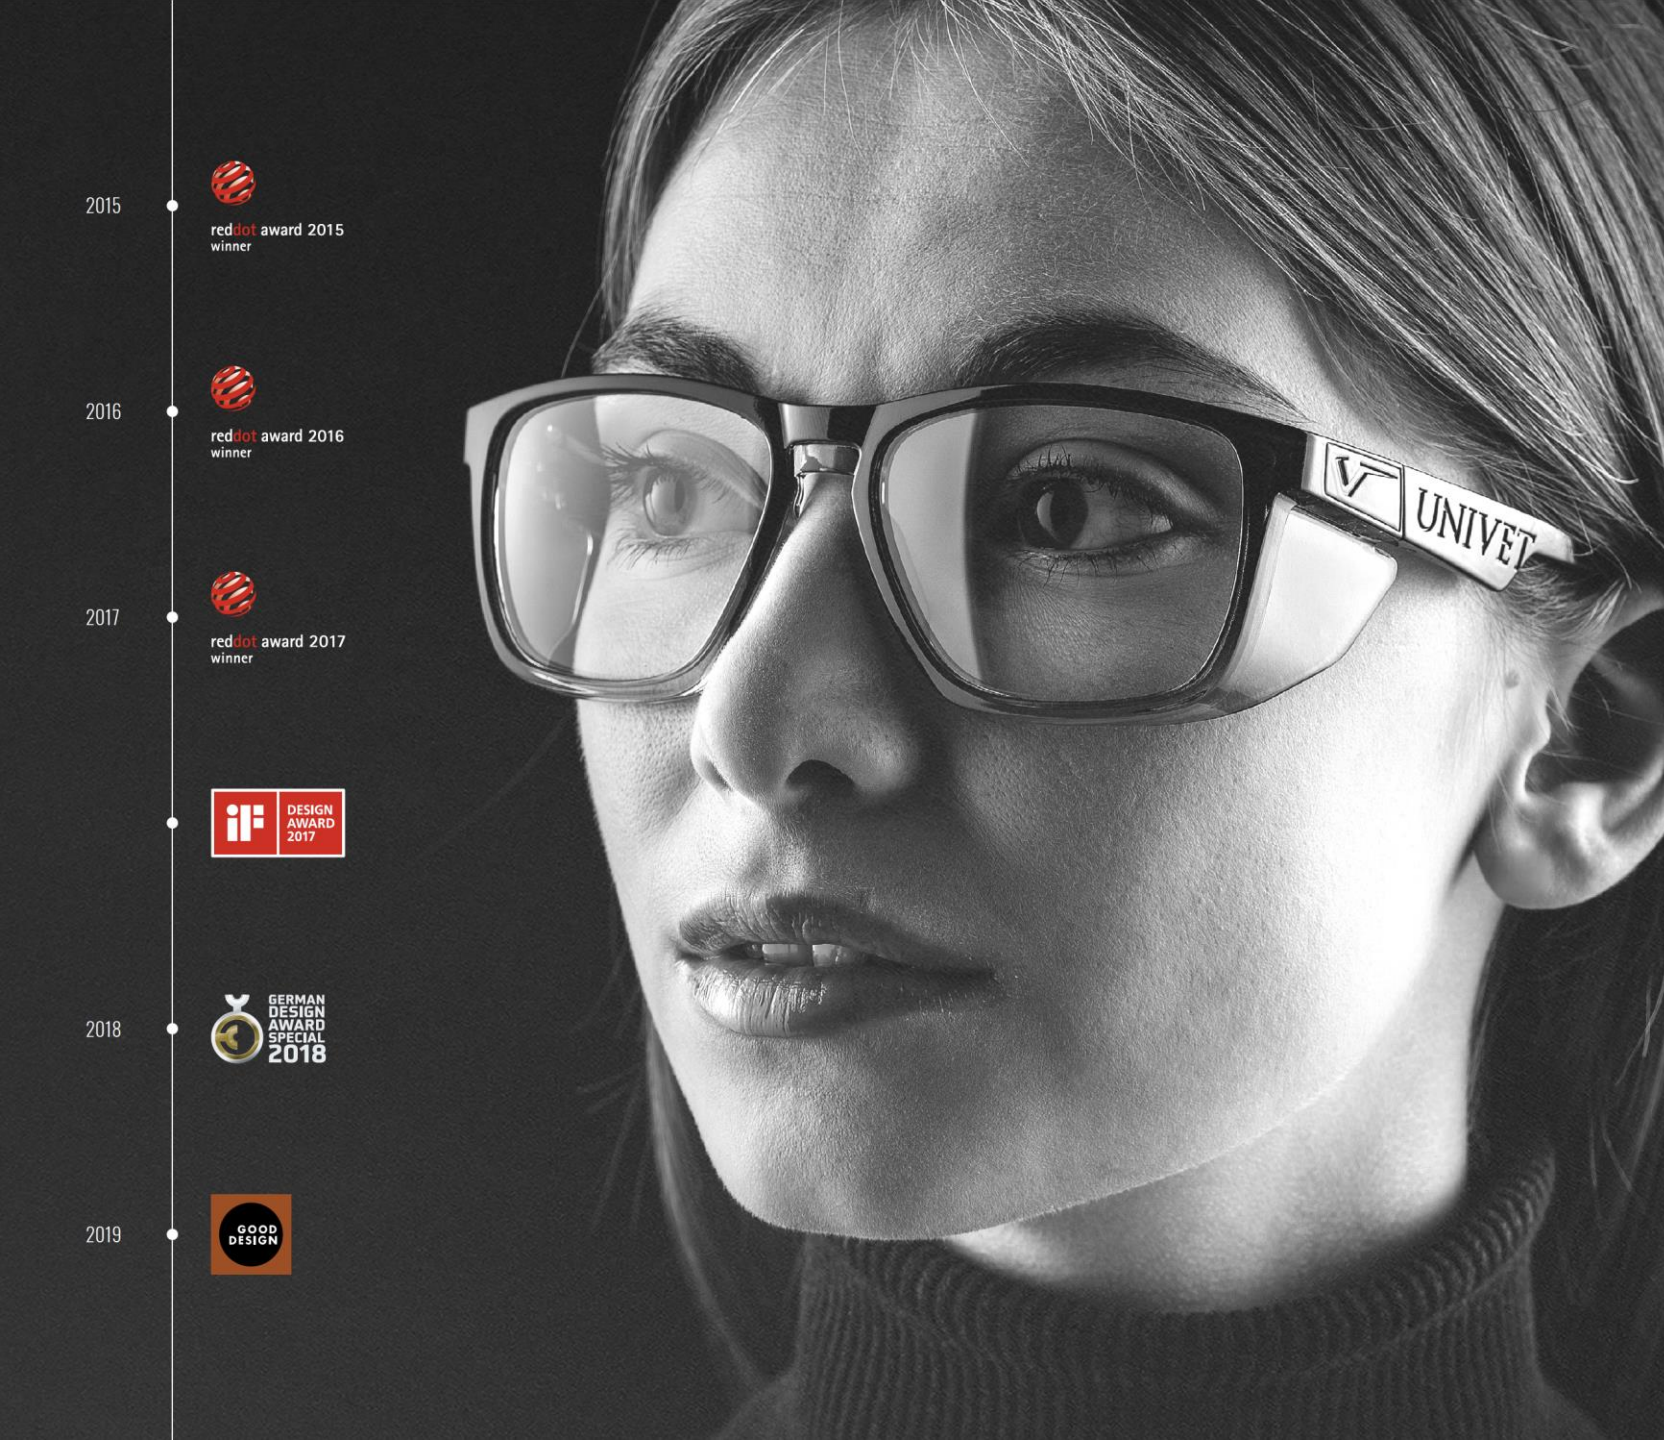 2015
reddot award 2015
winner
2016
reddot award 2016
winner
UNIVET
2017
reddot award 2017
winner
iF
DESIGN
AWARD
2017
2018
GERMAN
DESIGN
AWARD
SPECIAL
2018
2019
GOOD
DESIGN